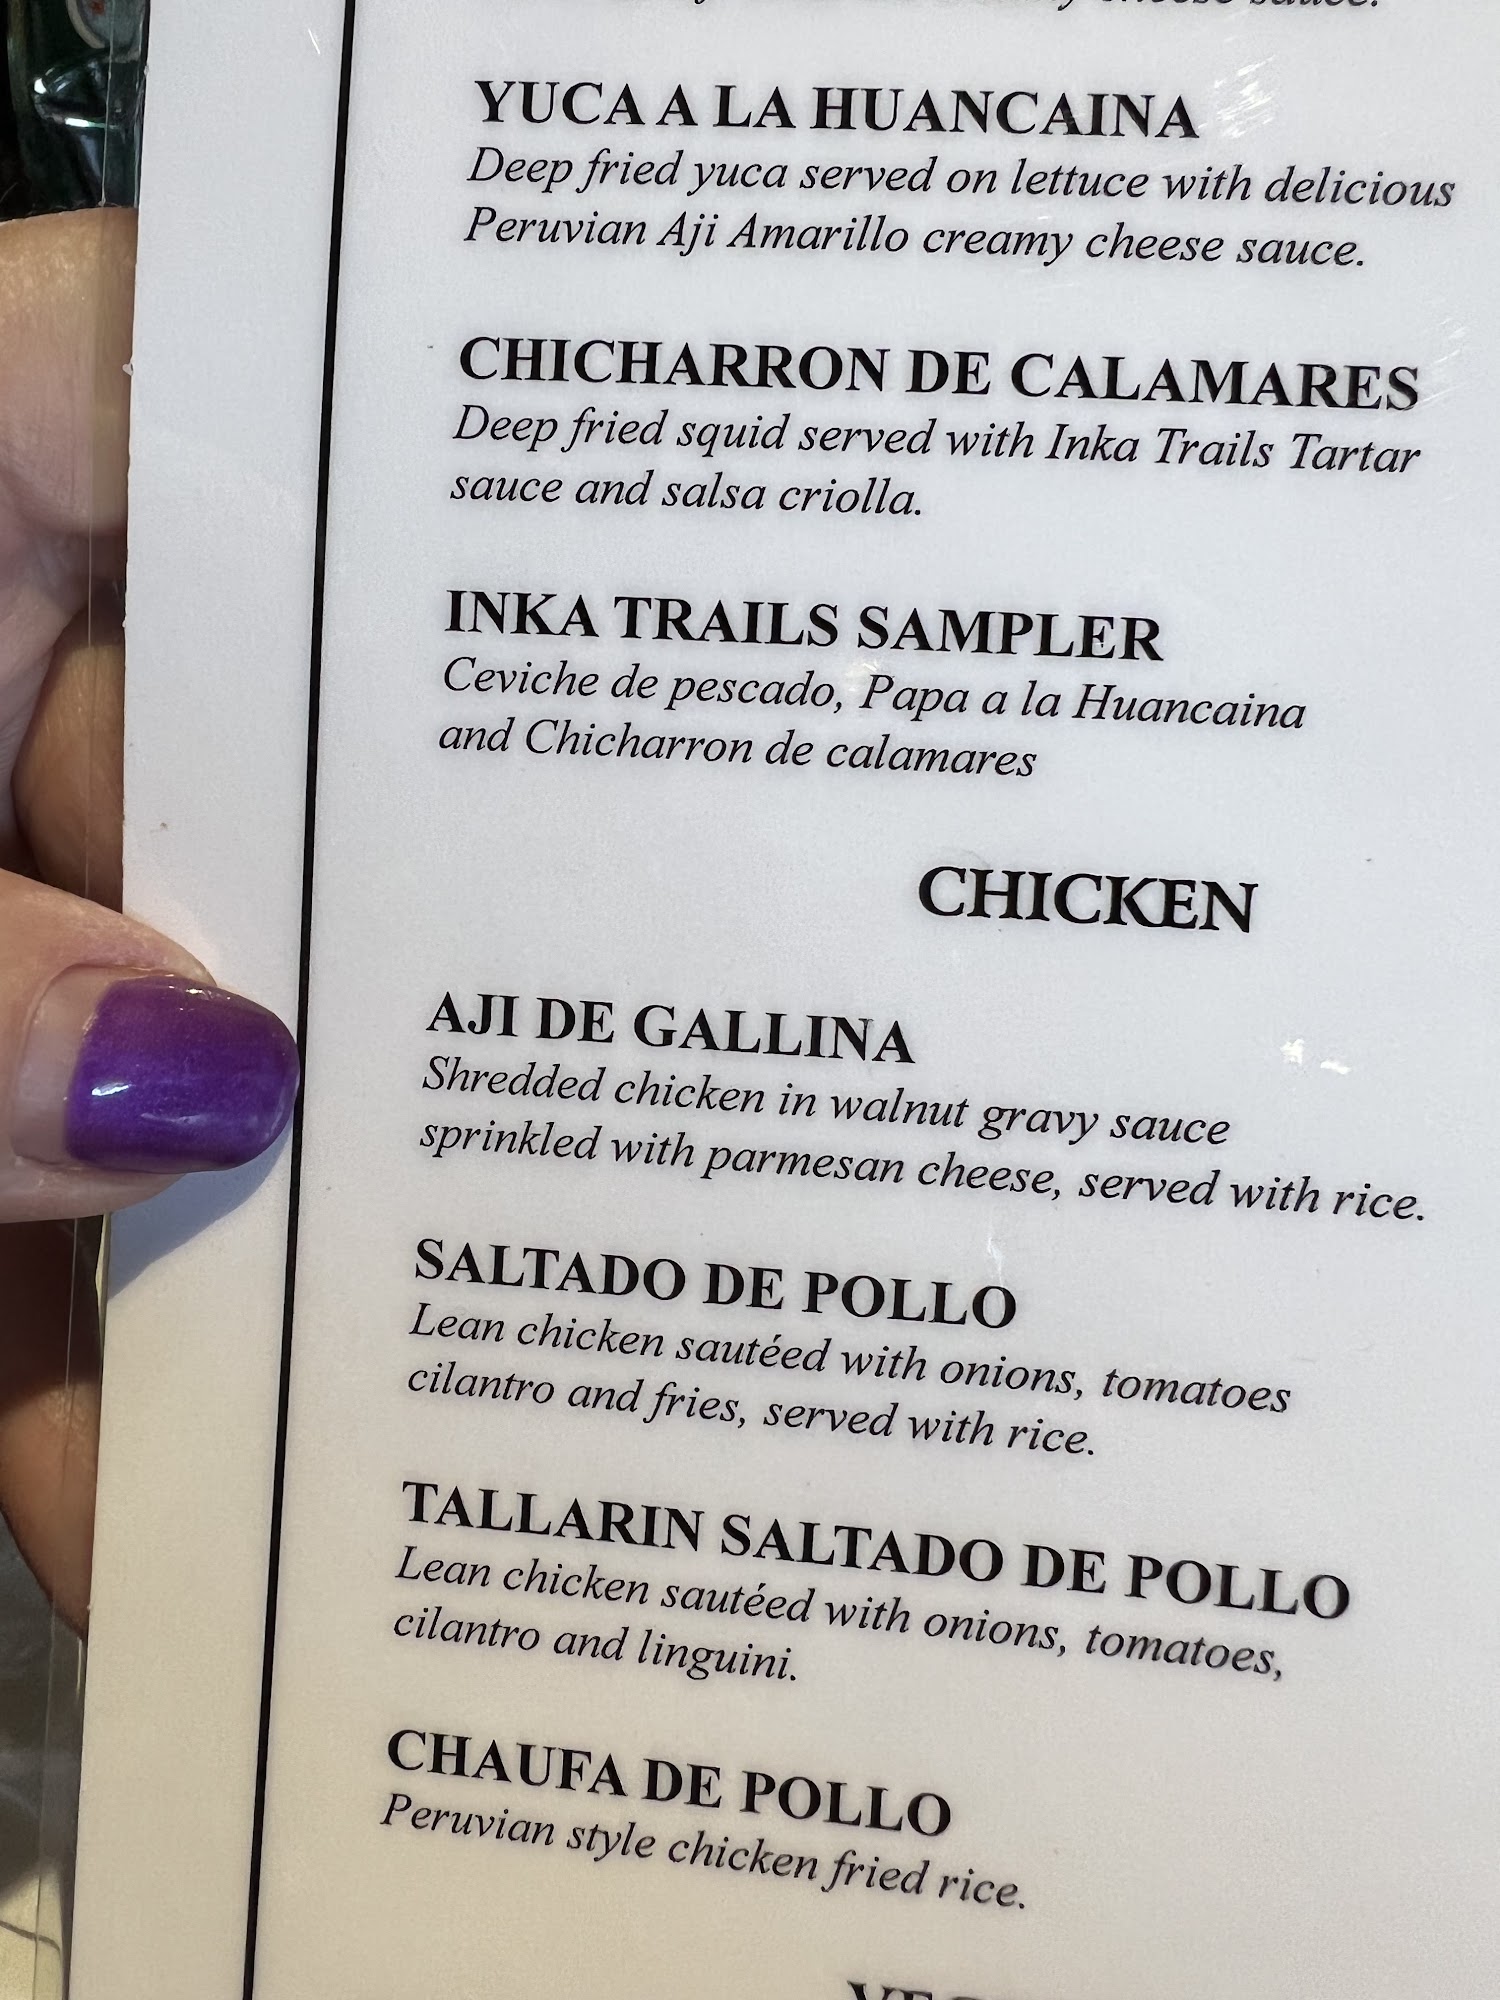 cheese sauce.
YUCA A LA HUANCAINA
Deep fried yuca served on lettuce with delicious
Peruvian Aji Amarillo creamy cheese sauce.
CHICHARRON DE CALAMARES
Deep fried squid served with Inka Trails Tartar
sauce and salsa criolla.
INKA TRAILS SAMPLER
Ceviche de pescado, Papa a la Huancaina
and Chicharron de calamares
CHICKEN
AJI DE GALLINA
Shredded chicken in walnut gravy sauce
sprinkled with parmesan cheese, served with rice.
SALTADO DE POLLO
Lean chicken sautéed with onions, tomatoes
cilantro and fries, served with rice.
TALLARIN SALTADO DE POLLO
Lean chicken sautéed with onions, tomatoes,
cilantro and linguini.
CHAUFA DE POLLO
Peruvian style chicken fried rice.